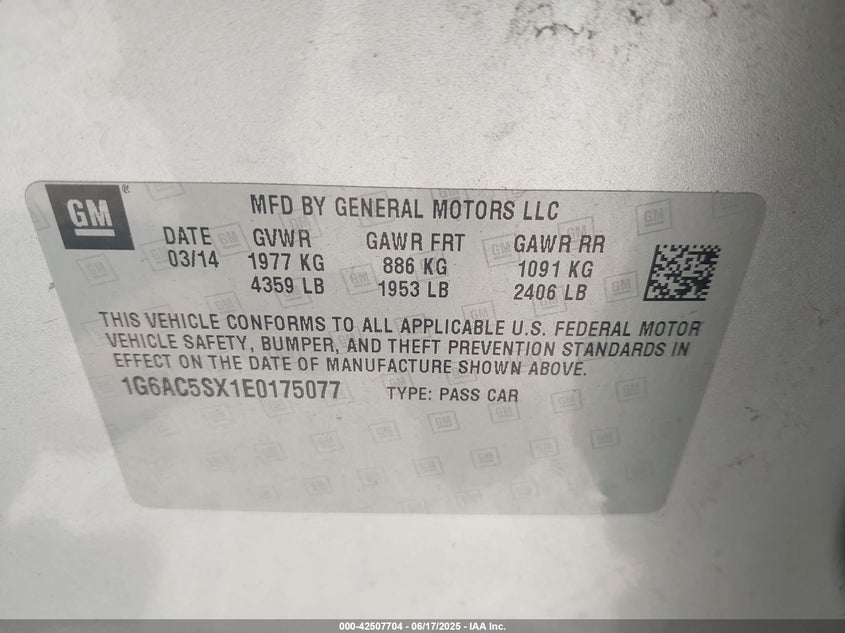 GM®
MFD BY GENERAL MOTORS LLC
DATE GVWR GAWR FRT GAWR RR
03/14 1977 KG 886 KG 1091 KG
4359 LB 1953 LB 2406 LB
THIS VEHICLE CONFORMS TO ALL APPLICABLE U.S. FEDERAL MOTOR
VEHICLE SAFETY, BUMPER, AND THEFT PREVENTION STANDARDS IN
EFFECT ON THE DATE OF MANUFACTURE SHOWN ABOVE.
1G6AC5SX1E0175077 TYPE: PASS CAR
000-42507704 - 06/17/2025 - IAA Inc.